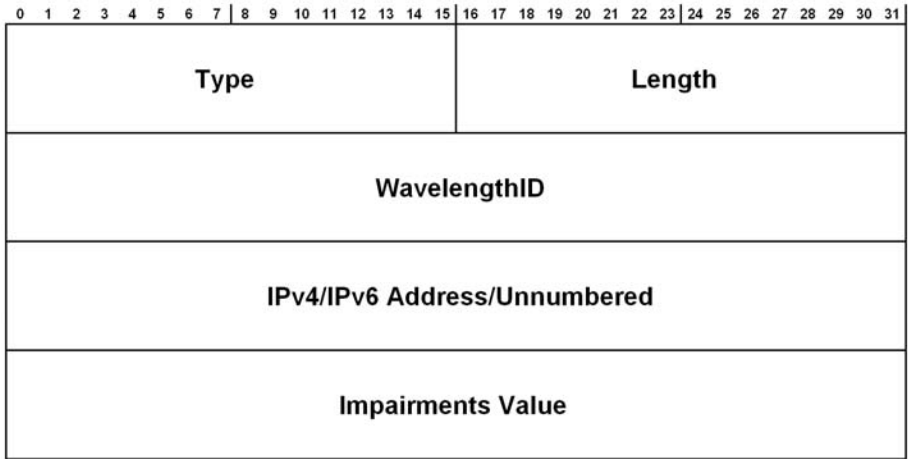 0 1 2 3 4 5 6 7 8 9 10 11 12 13 14 15 16 17 18 19 20 21 22 23 24 25 26 27 28 29 30 31
Type Length
WavelengthID
IPv4/IPv6 Address/Unnumbered
Impairments Value